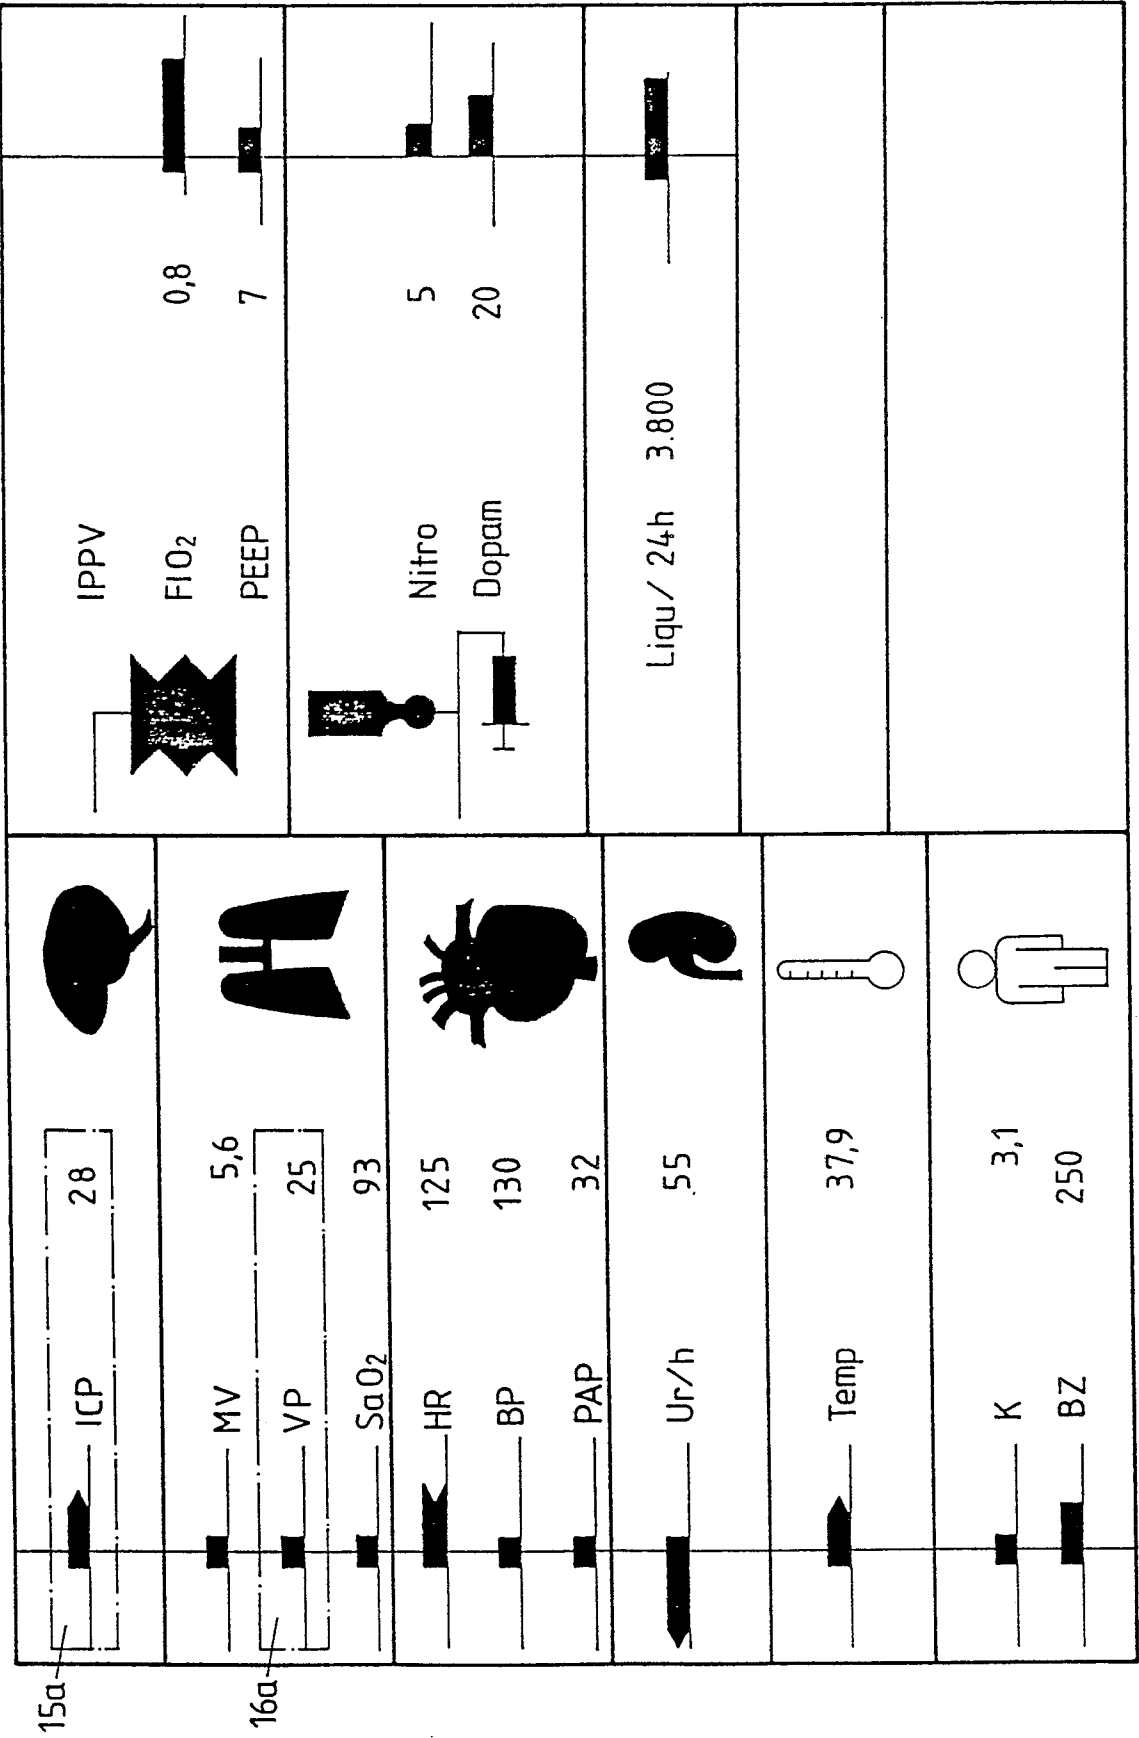 15a
ICP 28
MV 5,6
16a
VP 25
SaO₂ 93
HR 125
BP 130
PAP 32
Ur/h 55
Temp 37,9
K 3,1
BZ 250
IPPV
FIO₂ 0,8
PEEP 7
Nitro 5
Dopam 20
Liqu/24h 3.800